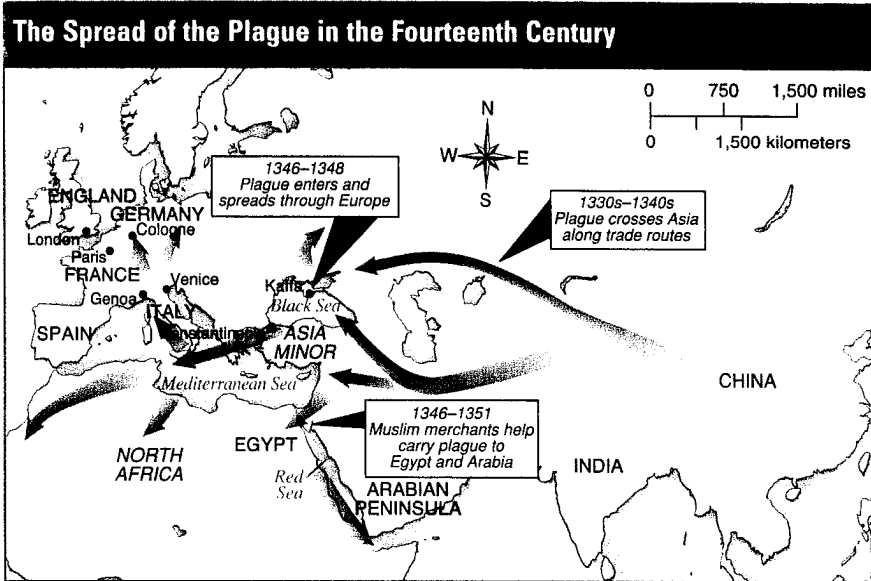 The Spread of the Plague in the Fourteenth Century
0 750 1,500 miles
0 1,500 kilometers
N
W E
S
1346–1348
Plague enters and
spreads through Europe
1330s–1340s
Plague crosses Asia
along trade routes
ENGLAND
GERMANY
London
Cologne
Paris
FRANCE
Venice
Kaffa
Genoa
Black Sea
ITALY
SPAIN
Constantinople
ASIA
MINOR
Mediterranean Sea
CHINA
1346–1351
Muslim merchants help
carry plague to
Egypt and Arabia
EGYPT
NORTH
AFRICA
INDIA
Red
Sea
ARABIAN
PENINSULA